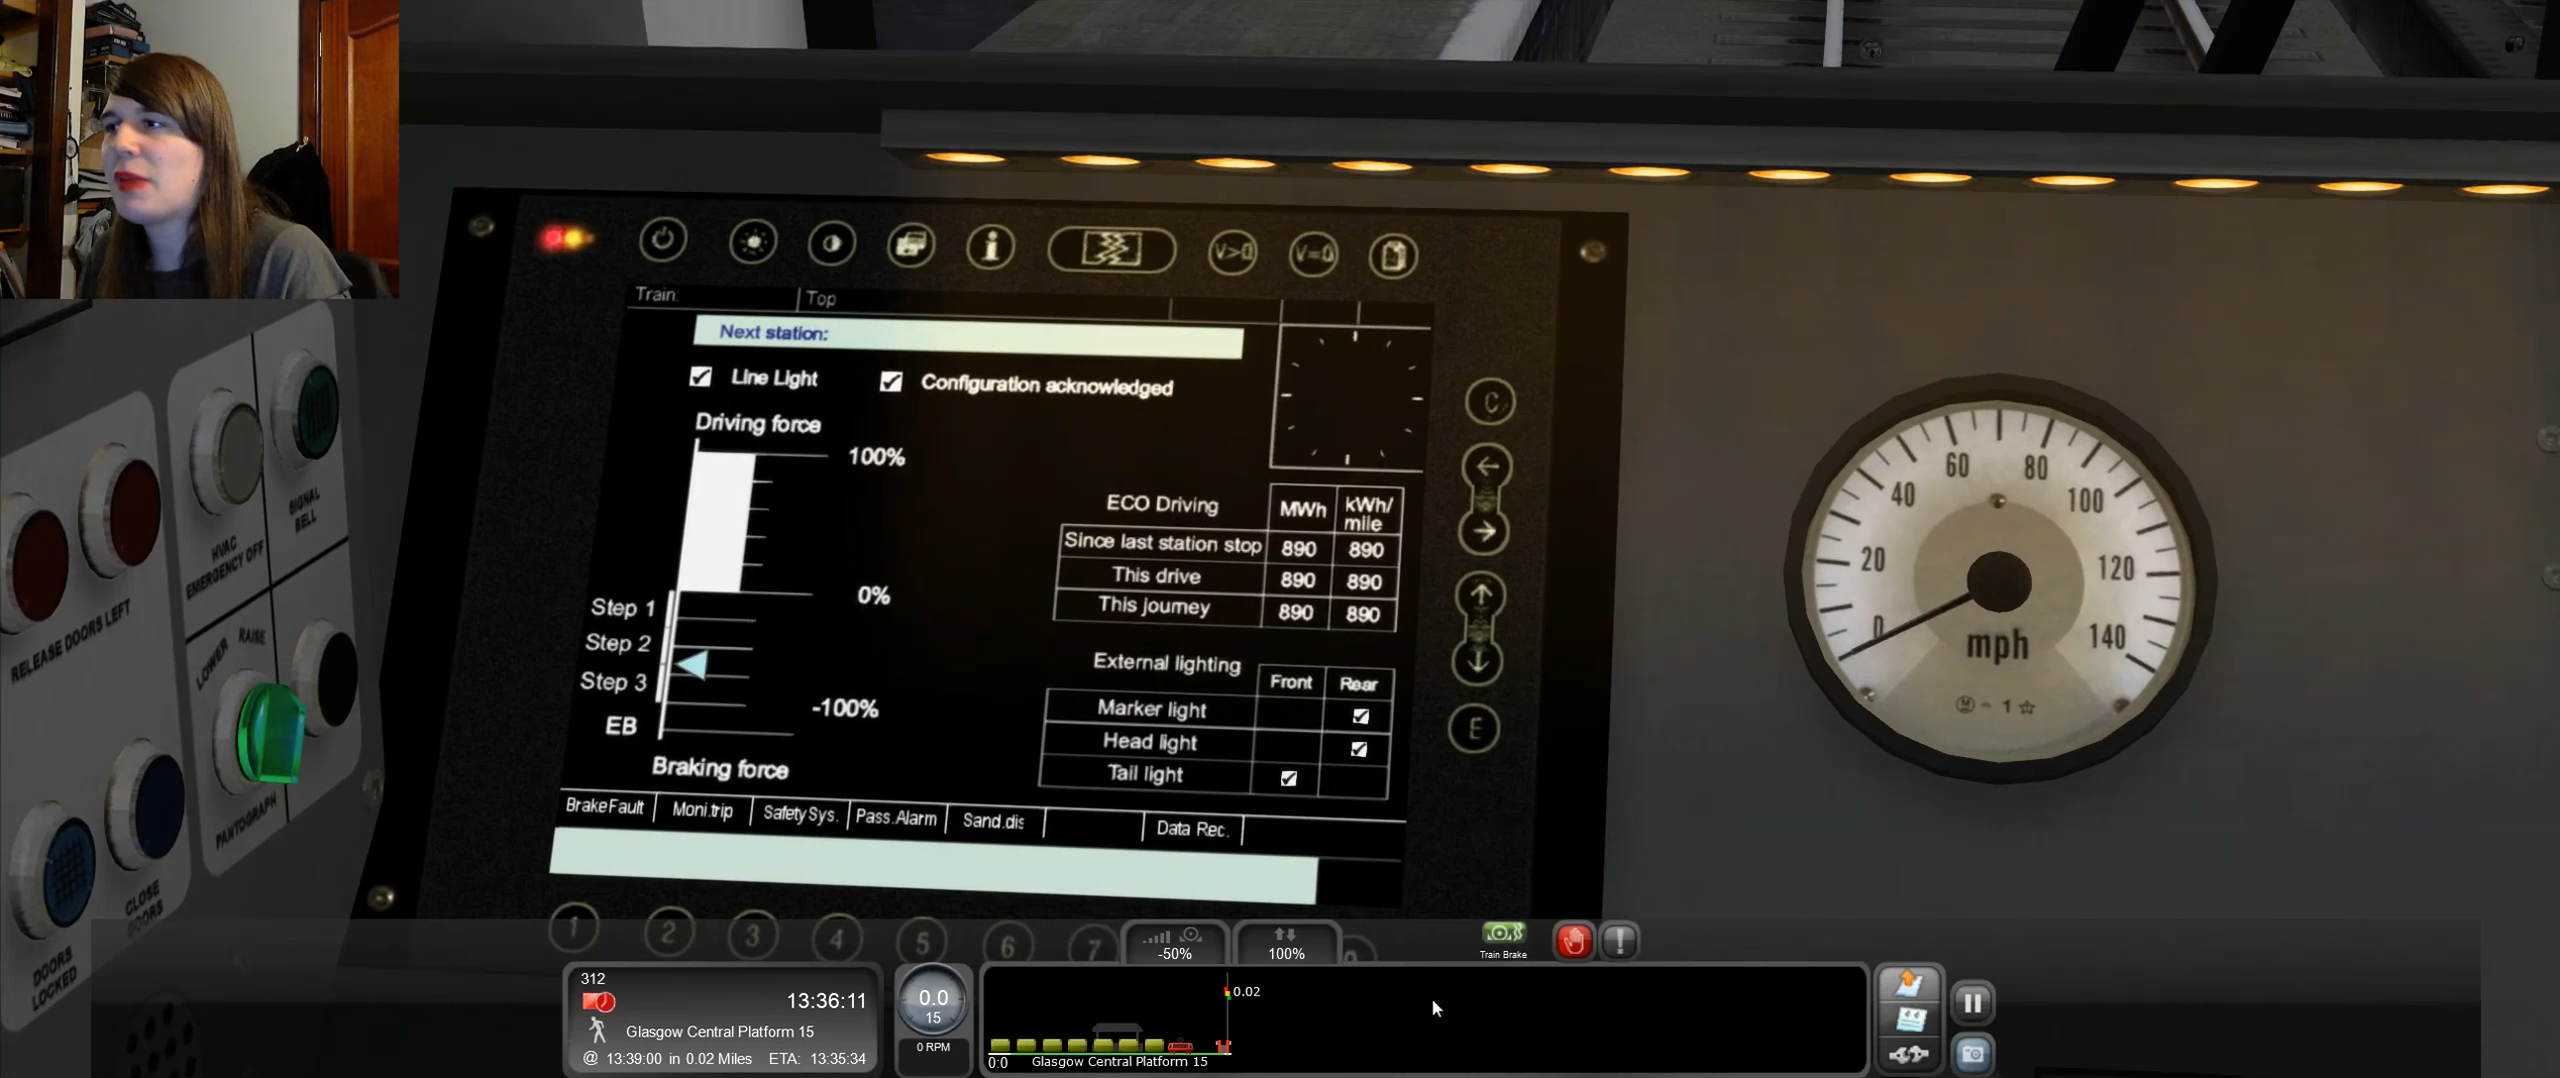 Train:
Top
Next station:
Line Light
Configuration acknowledged
Driving force
100%
0%
Step 1
Step 2
Step 3
EB
-100%
Braking force
ECO Driving
MWh
kWh/
mile
Since last station stop 890 890
This drive 890 890
This journey 890 890
External lighting
Front Rear
Marker light
Head light
Tail light
BrakeFault
Moni.trip
SafetySys.
Pass.Alarm
Sand.dis
Data Rec.
V>0
V=0
C
E
1 2 3 4 5 6 7
RELEASE DOORS LEFT
HVAC
EMERGENCY OFF
SIGNAL
BELL
LOWER RAISE
PANTOGRAPH
CLOSE
DOORS
DOORS
LOCKED
0 20 40 60 80 100 120 140
mph
-50%
100%
Train Brake
312
13:36:11
Glasgow Central Platform 15
@ 13:39:00 in 0.02 Miles ETA: 13:35:34
0.0
15
0 RPM
0.02
0:0
Glasgow Central Platform 15